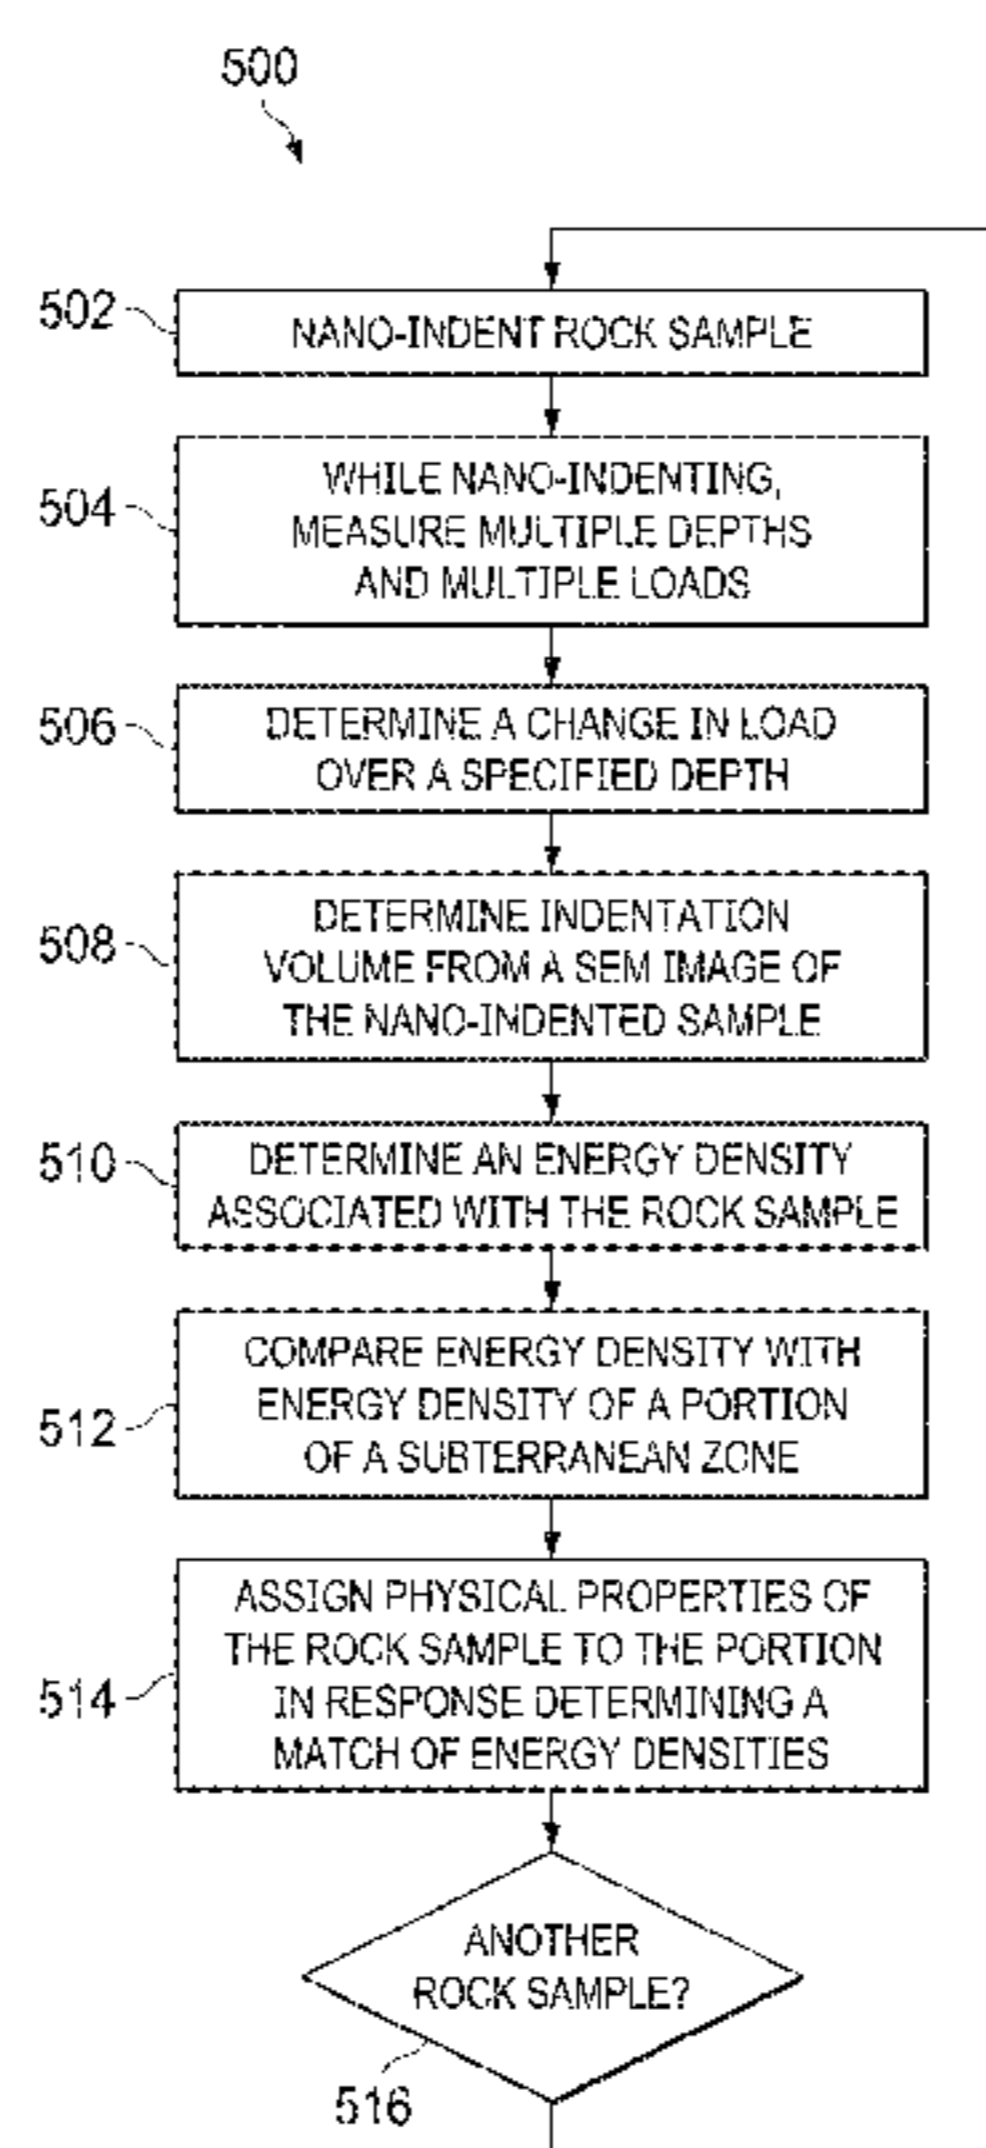 500
502
NANO-INDENT ROCK SAMPLE
504
WHILE NANO-INDENTING,
MEASURE MULTIPLE DEPTHS
AND MULTIPLE LOADS
506
DETERMINE A CHANGE IN LOAD
OVER A SPECIFIED DEPTH
508
DETERMINE INDENTATION
VOLUME FROM A SEM IMAGE OF
THE NANO-INDENTED SAMPLE
510
DETERMINE AN ENERGY DENSITY
ASSOCIATED WITH THE ROCK SAMPLE
512
COMPARE ENERGY DENSITY WITH
ENERGY DENSITY OF A PORTION
OF A SUBTERRANEAN ZONE
514
ASSIGN PHYSICAL PROPERTIES OF
THE ROCK SAMPLE TO THE PORTION
IN RESPONSE DETERMINING A
MATCH OF ENERGY DENSITIES
ANOTHER
ROCK SAMPLE?
516